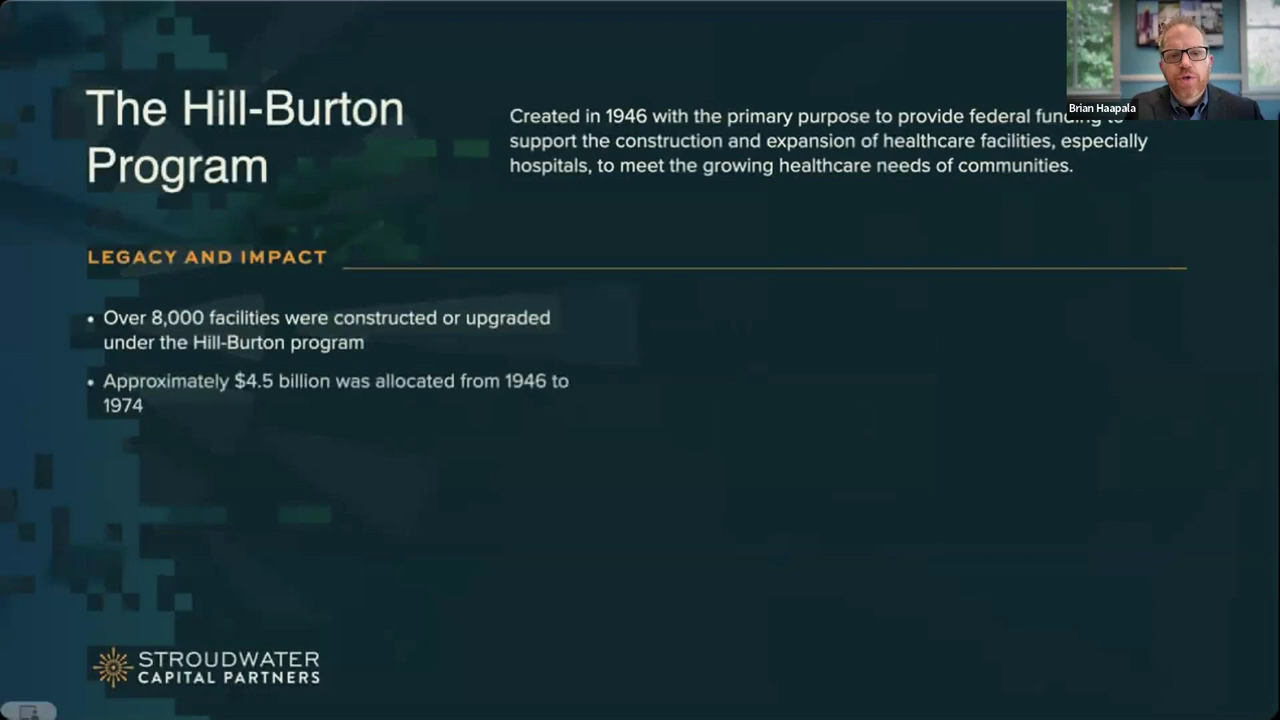 The Hill-Burton
Program
Created in 1946 with the primary purpose to provide federal funding to
support the construction and expansion of healthcare facilities, especially
hospitals, to meet the growing healthcare needs of communities.
Brian Haapala
LEGACY AND IMPACT
• Over 8,000 facilities were constructed or upgraded
under the Hill-Burton program
• Approximately $4.5 billion was allocated from 1946 to
1974
STROUDWATER
CAPITAL PARTNERS